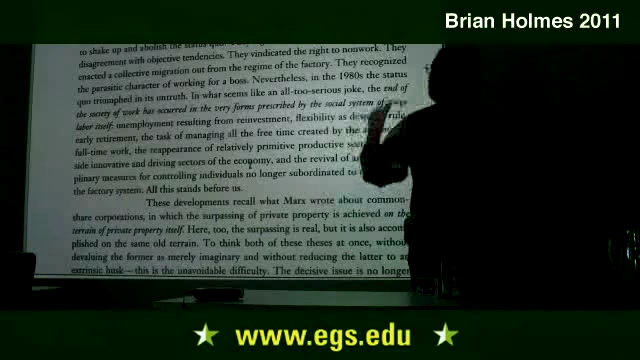 Brian Holmes 2011
to shake up and abolish the status quo
disagreement with objective tendencies. They vindicated the right to nonwork. They
enacted a collective migration out from the regime of the factory. They recognized
the parasitic character of working for a boss. Nevertheless, in the 1980s the status
quo triumphed in its untruth. In what seems like an all-too-serious joke, the end of
the society of work has occurred in the very forms prescribed by the social system of
labor itself: unemployment resulting from reinvestment, flexibility as rule,
early retirement, the task of managing all the free time created by the
full-time work, the reappearance of relatively primitive productive
side innovative and driving sectors of the economy, and the revival of
plinary measures for controlling individuals no longer subordinated to
the factory system. All this stands before us.
These developments recall what Marx wrote about common-
share corporations, in which the surpassing of private property is achieved on the
terrain of private property itself. Here, too, the surpassing is real, but it is also accom
plished on the same old terrain. To think both of these theses at once, withou
devaluing the former as merely imaginary and without reducing the latter to an
extrinsic husk—this is the unavoidable difficulty. The decisive issue is no longer
www.egs.edu